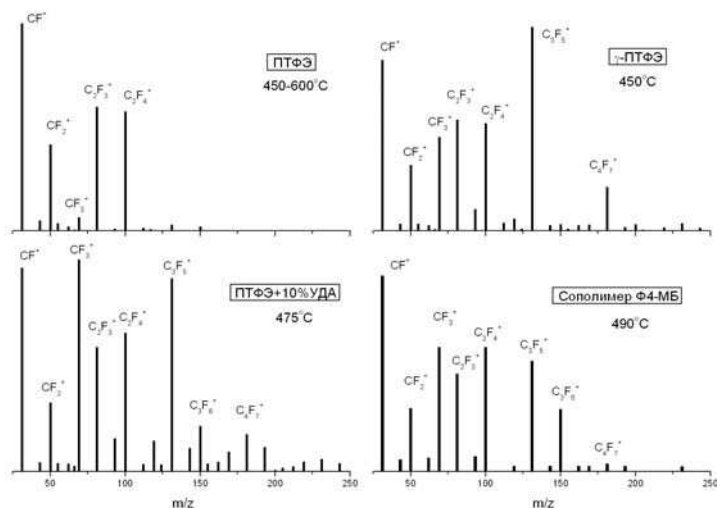 CF⁺
ПТФЭ
450-600°C
C₂F₃⁺
C₂F₄⁺
CF₂⁺
CF₃⁺
C₃F₅⁺
CF⁺
γ-ПТФЭ
450°C
C₂F₃⁺
CF₃⁺
C₂F₄⁺
CF₂⁺
C₄F₇⁺
CF₃⁺
CF⁺
C₃F₅⁺
ПТФЭ+10%УДА
475°C
C₂F₄⁺
C₂F₃⁺
CF₂⁺
C₃F₆⁺
C₄F₇⁺
50
100
150
200
250
m/z
CF⁺
Сополимер Ф4-МБ
490°C
CF₃⁺
C₃F₄⁺
C₃F₅⁺
C₂F₃⁺
CF₂⁺
C₃F₆⁺
C₄F₇⁺
50
100
150
200
250
m/z